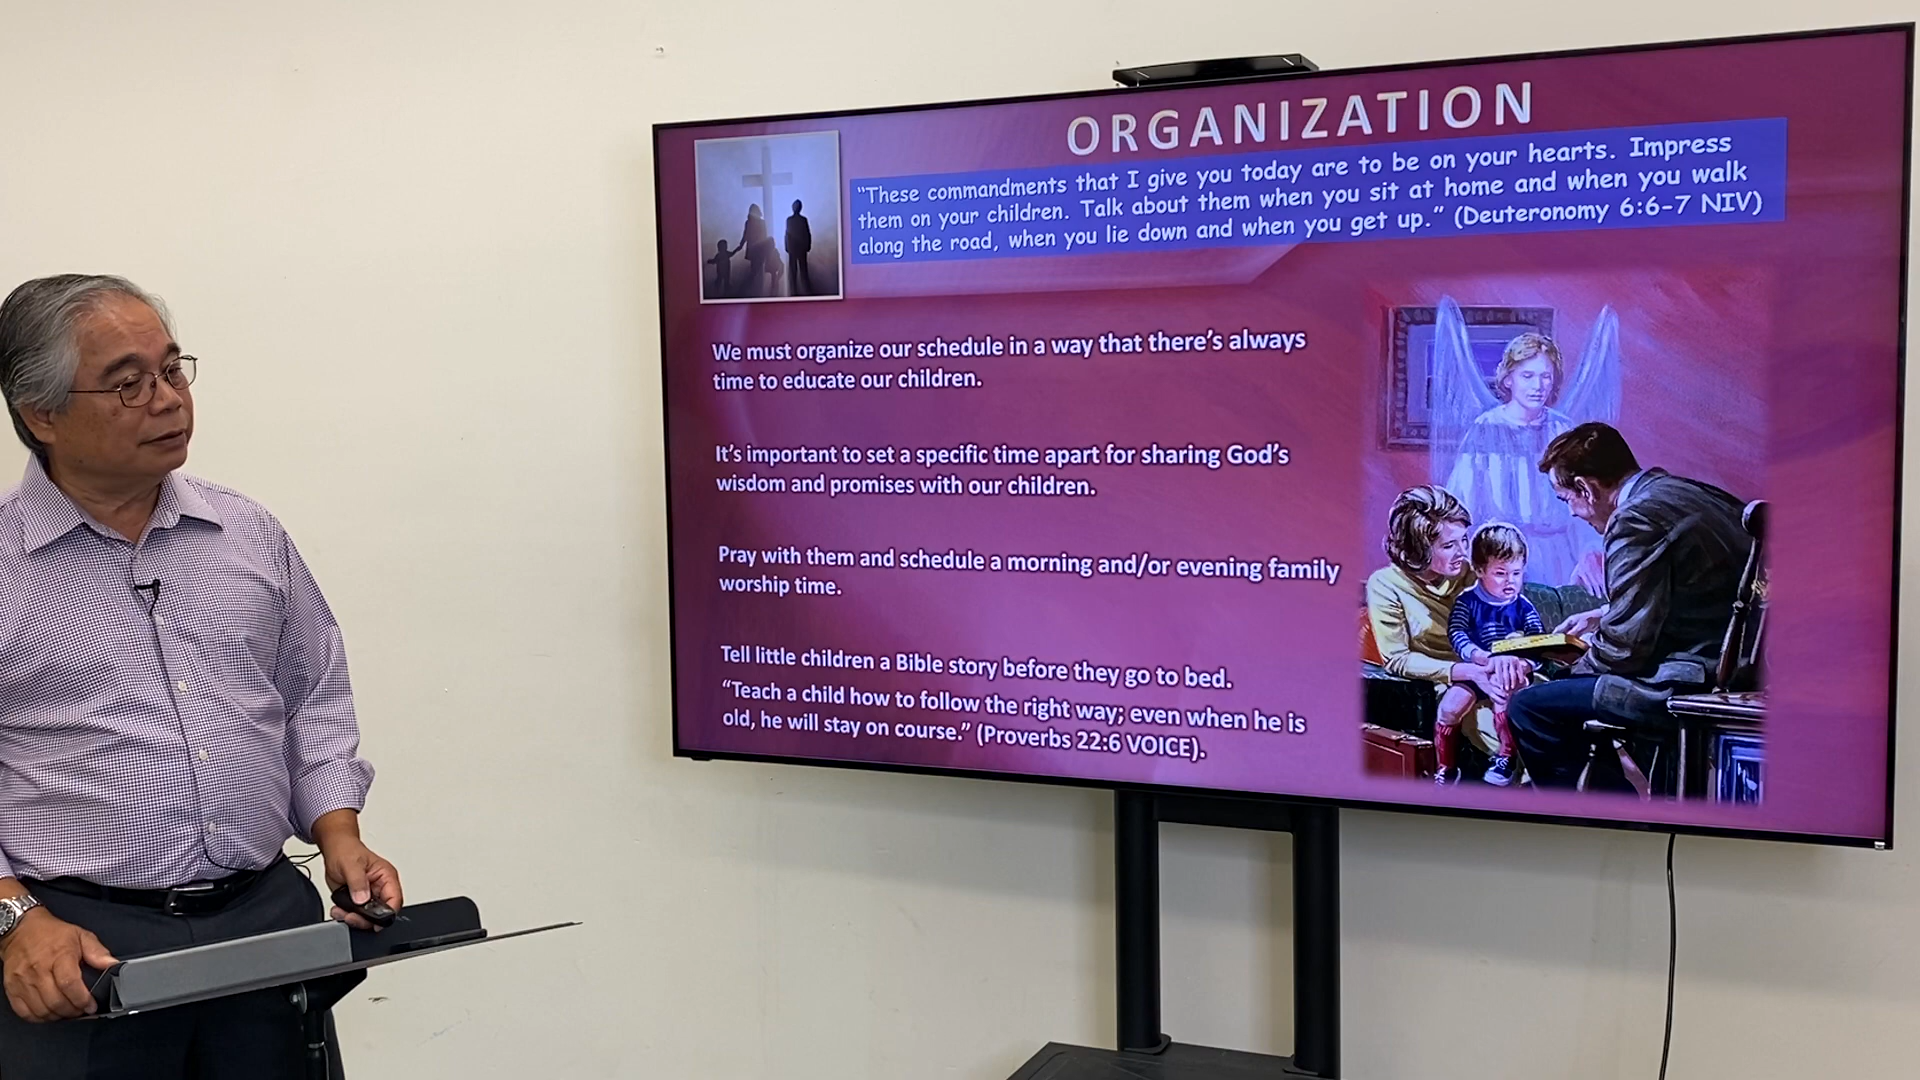 ORGANIZATION
“These commandments that I give you today are to be on your hearts. Impress
them on your children. Talk about them when you sit at home and when you walk
along the road, when you lie down and when you get up.” (Deuteronomy 6:6-7 NIV)
We must organize our schedule in a way that there’s always
time to educate our children.
It’s important to set a specific time apart for sharing God’s
wisdom and promises with our children.
Pray with them and schedule a morning and/or evening family
worship time.
Tell little children a Bible story before they go to bed.
“Teach a child how to follow the right way; even when he is
old, he will stay on course.” (Proverbs 22:6 VOICE).